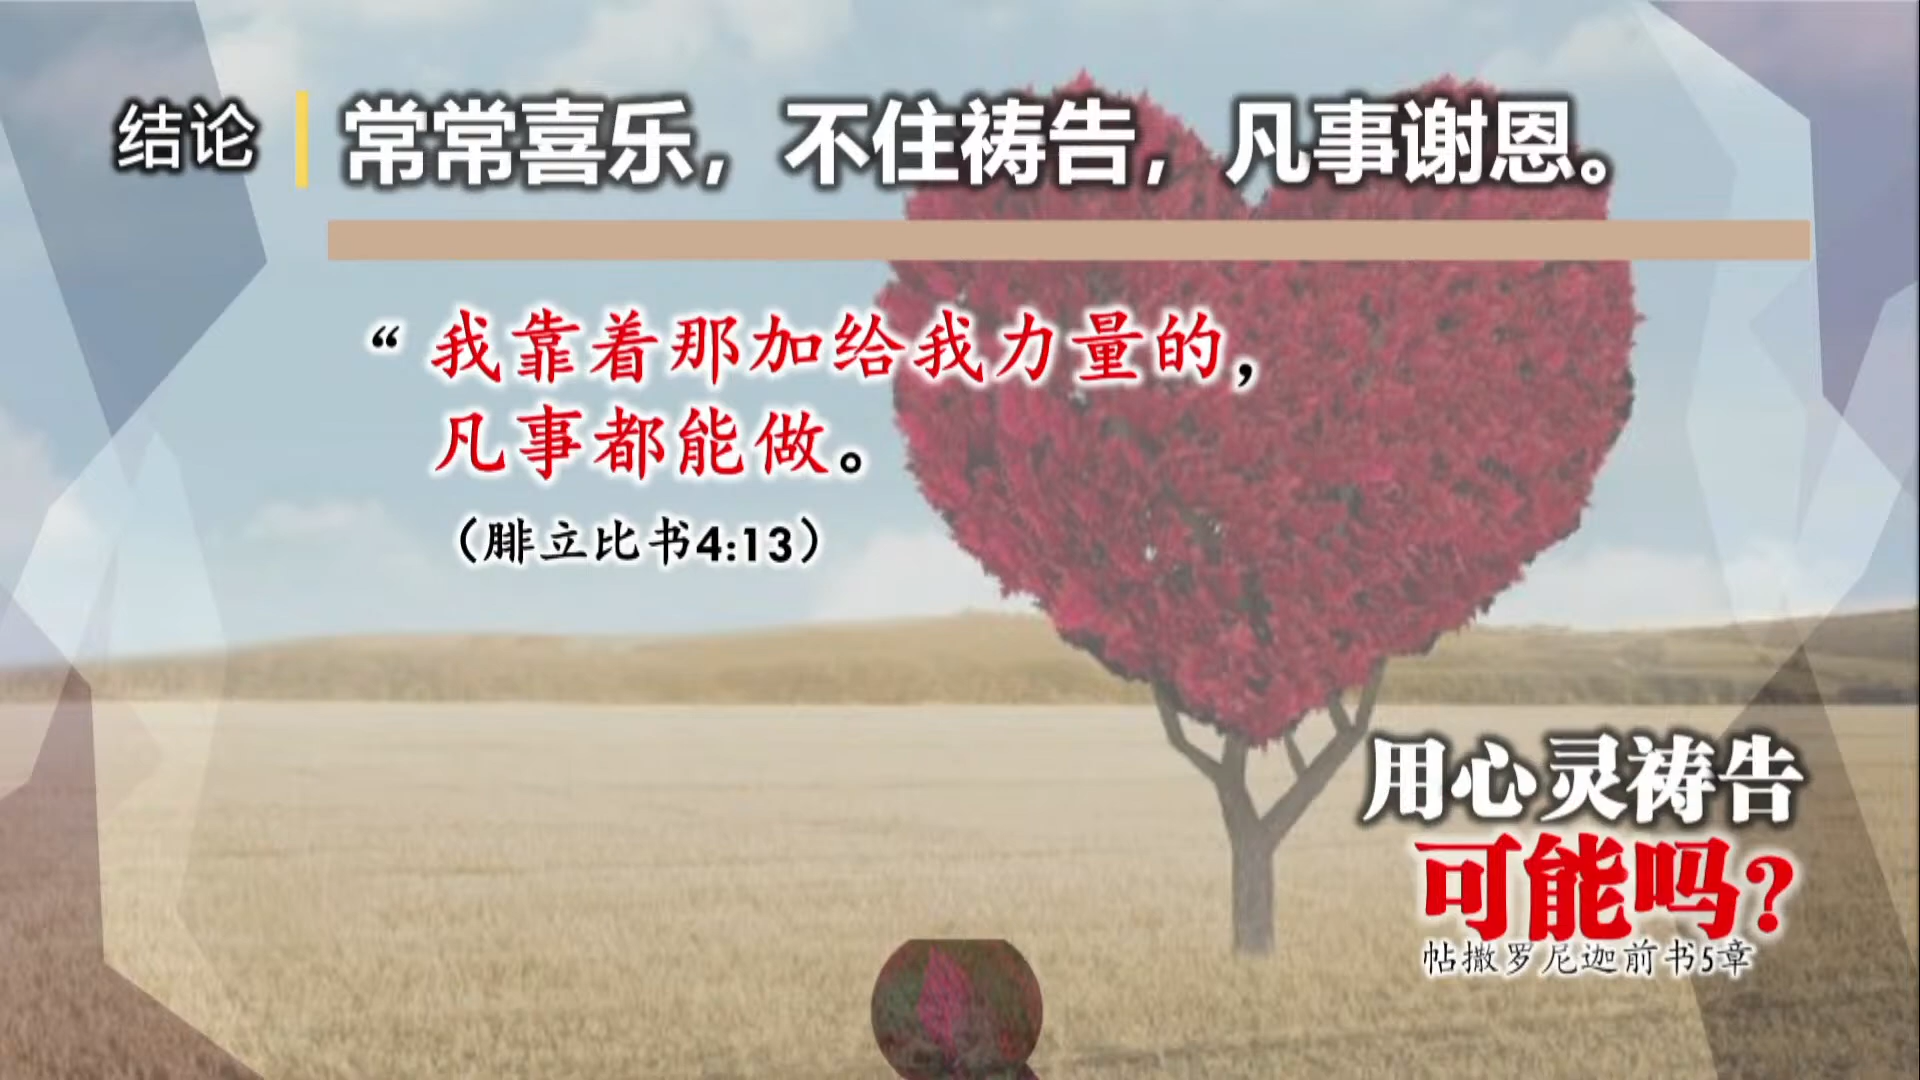 结论
常常喜乐，不住祷告，凡事谢恩。
“我靠着那加给我力量的，
凡事都能做。
（腓立比书4:13）
用心灵祷告
可能吗?
帖撒罗尼迦前书5章